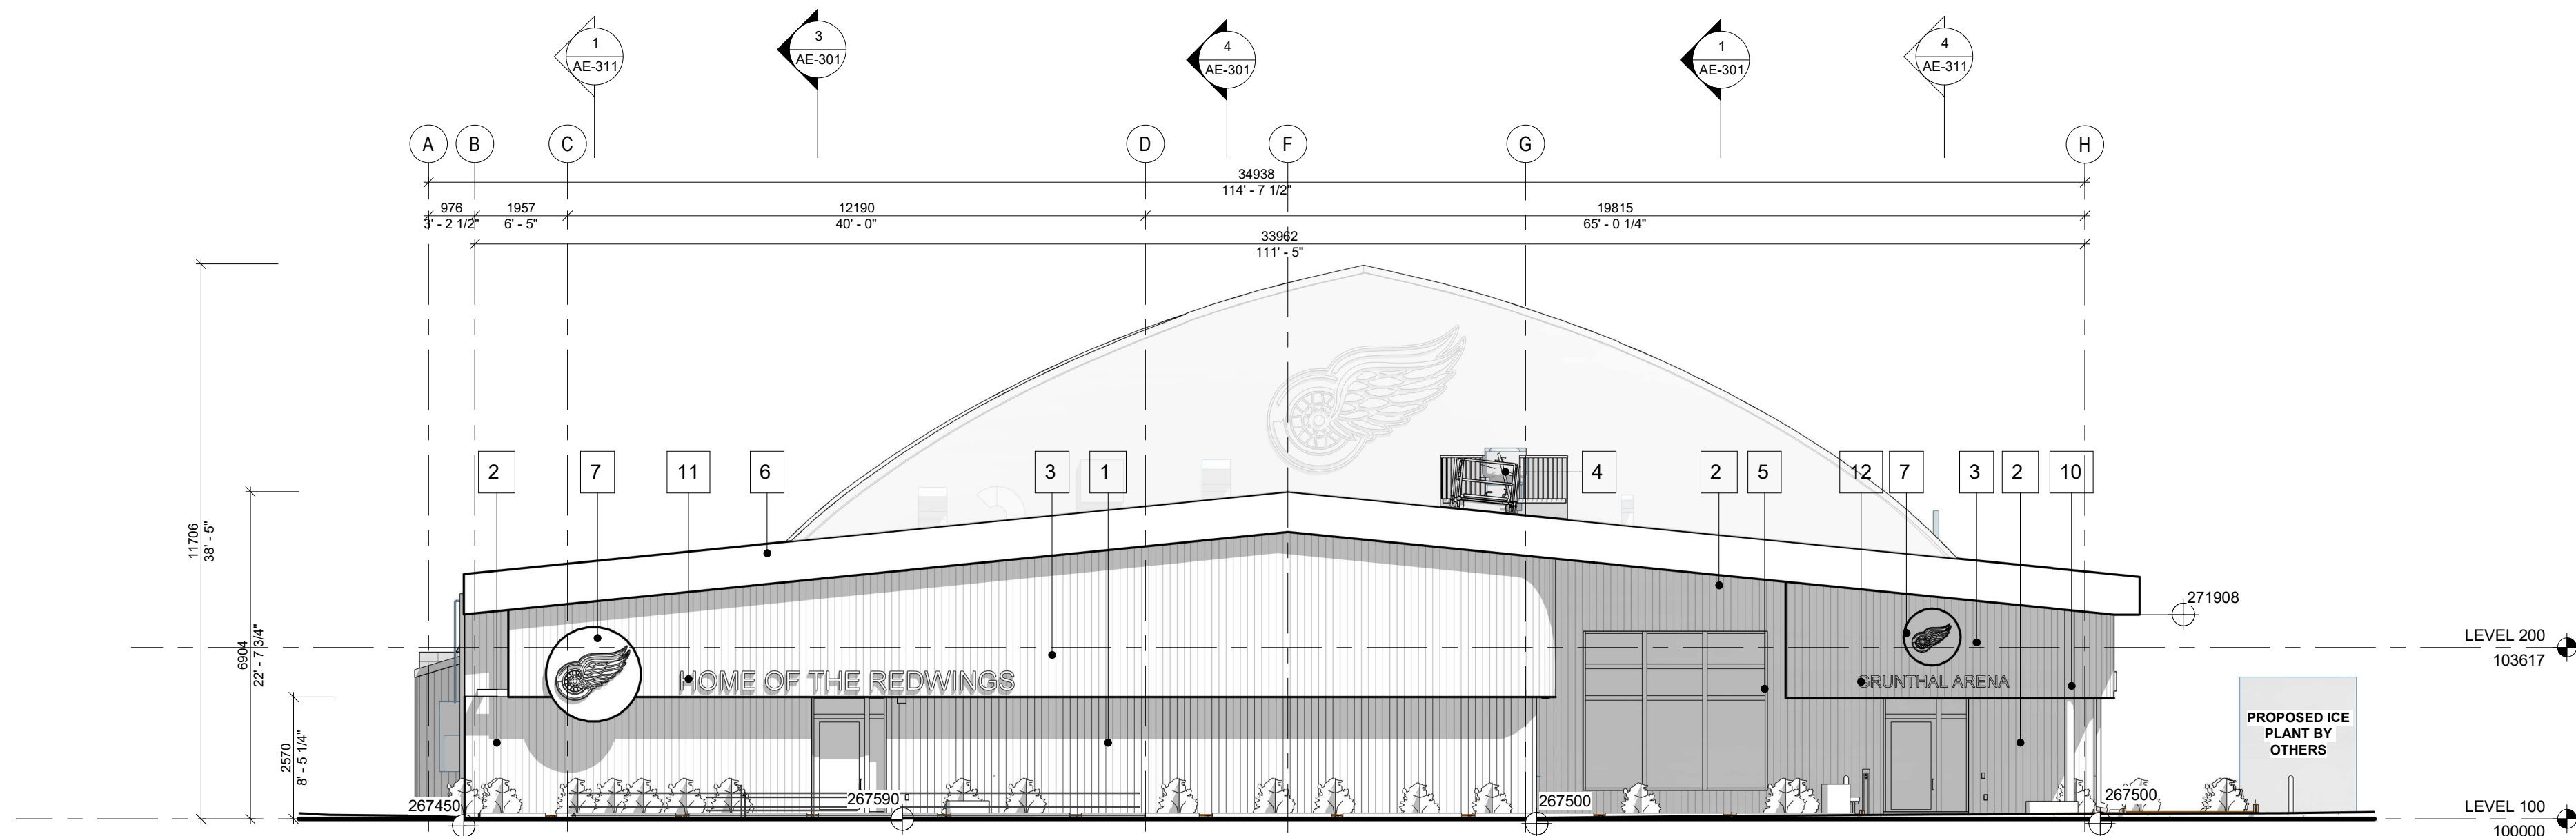 1
AE-311
3
AE-301
4
AE-301
1
AE-301
4
AE-311
A
B
C
D
F
G
H
34938
114' - 7 1/2"
976
3' - 2 1/2"
1957
6' - 5"
12190
40' - 0"
19815
65' - 0 1/4"
33962
111' - 5"
11706
38' - 5"
6904
22' - 7 3/4"
2570
8' - 5 1/4"
2
7
11
6
3
1
4
2
5
12
7
3
2
10
271908
LEVEL 200
103617
HOME OF THE REDWINGS
GRUNTHAL ARENA
PROPOSED ICE
PLANT BY
OTHERS
267450
267590
267500
267500
LEVEL 100
100000